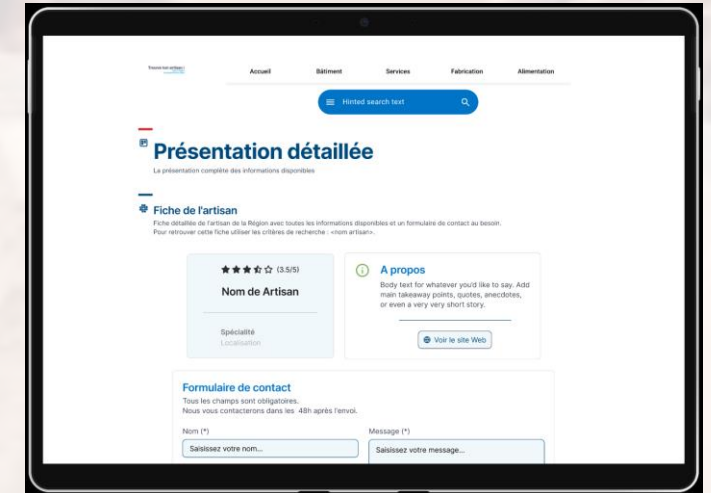 Trouve ton artisan !
Accueil Bâtiment Services Fabrication Alimentation
Hinted search text
Présentation détaillée
La présentation complète des informations disponibles
Fiche de l'artisan
Fiche détaillée de l'artisan de la Région avec toutes les informations disponibles et un formulaire de contact au besoin.
Pour retrouver cette fiche utiliser les critères de recherche : «nom artisan».
(3.5/5)
Nom de Artisan
Spécialité
Localisation
A propos
Body text for whatever you'd like to say. Add
main takeaway points, quotes, anecdotes,
or even a very very short story.
Voir le site Web
Formulaire de contact
Tous les champs sont obligatoires.
Nous vous contacterons dans les 48h après l'envoi.
Nom (*)
Saisissez votre nom...
Message (*)
Saisissez votre message...